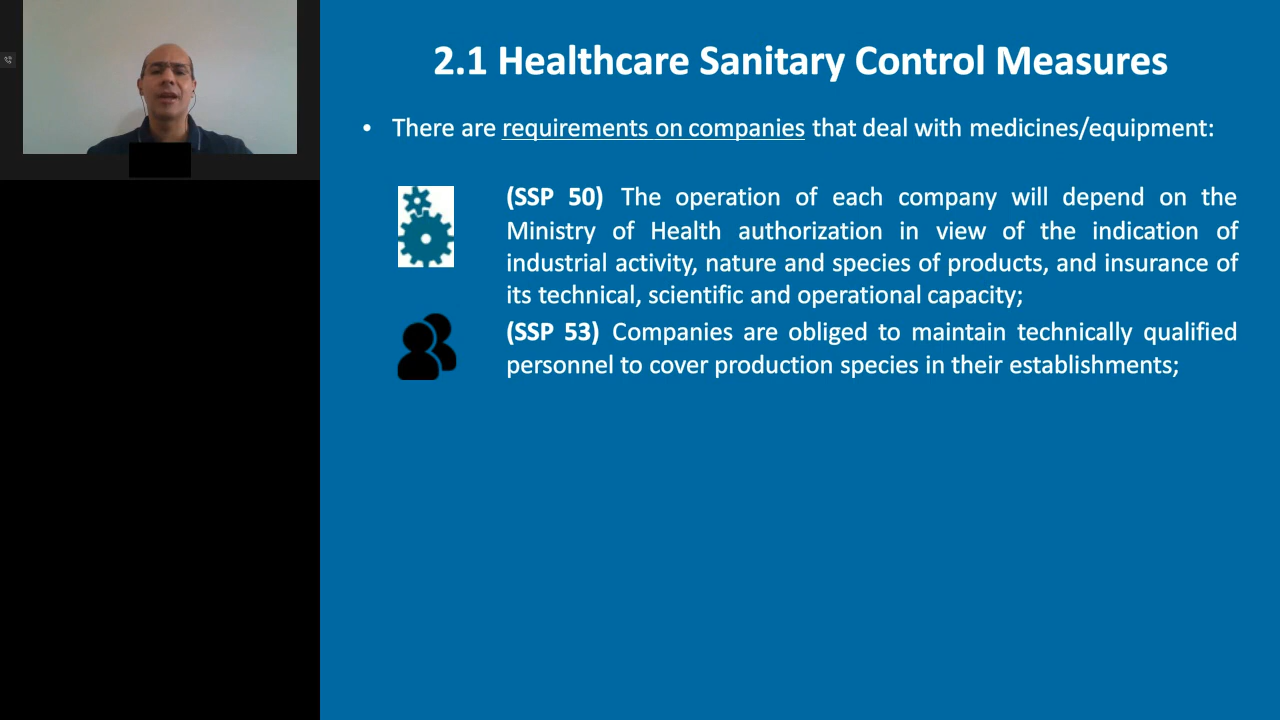 2.1 Healthcare Sanitary Control Measures
• There are requirements on companies that deal with medicines/equipment:
(SSP 50) The operation of each company will depend on the
Ministry of Health authorization in view of the indication of
industrial activity, nature and species of products, and insurance of
its technical, scientific and operational capacity;
(SSP 53) Companies are obliged to maintain technically qualified
personnel to cover production species in their establishments;